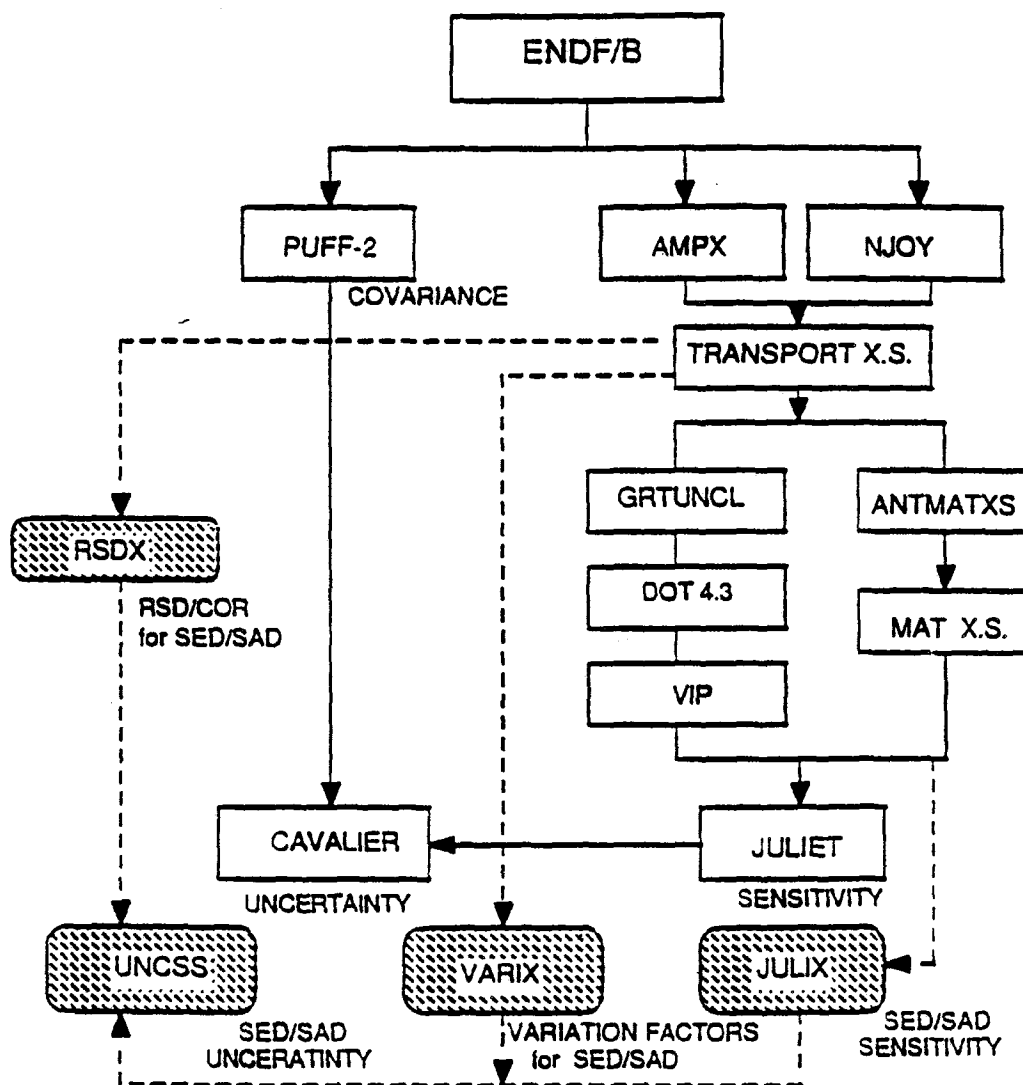 ENDF/B
PUFF-2
AMPX
NJOY
COVARIANCE
TRANSPORT X.S.
GRTUNCL
ANTMATXS
RSDX
DOT 4.3
RSD/COR
for SED/SAD
MAT X.S.
VIP
CAVALIER
JULIET
UNCERTAINTY
SENSITIVITY
UNCSS
VARIX
JULIX
SED/SAD
UNCERATINTY
VARIATION FACTORS
for SED/SAD
SED/SAD
SENSITIVITY